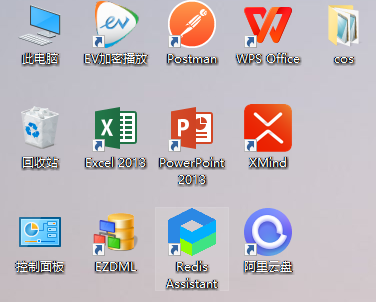 此电脑
EV加密播放
Postman
WPS Office
cos
回收站
Excel 2013
PowerPoint
2013
XMind
控制面板
EZDML
Redis
Assistant
阿里云盘